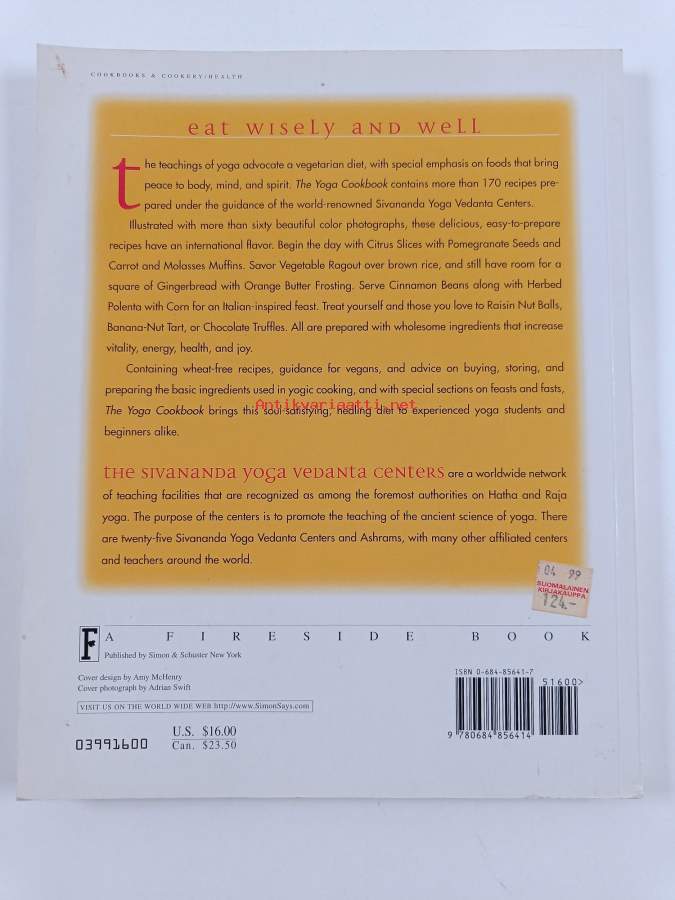 COOKBOOKS & COOKERY/HEALTH
eat wisely and well
the teachings of yoga advocate a vegetarian diet, with special emphasis on foods that bring
peace to body, mind, and spirit. The Yoga Cookbook contains more than 170 recipes pre-
pared under the guidance of the world-renowned Sivananda Yoga Vedanta Centers.
Illustrated with more than sixty beautiful color photographs, these delicious, easy-to-prepare
recipes have an international flavor. Begin the day with Citrus Slices with Pomegranate Seeds and
Carrot and Molasses Muffins. Savor Vegetable Ragout over brown rice, and still have room for a
square of Gingerbread with Orange Butter Frosting. Serve Cinnamon Beans along with Herbed
Polenta with Corn for an Italian-inspired feast. Treat yourself and those you love to Raisin Nut Balls,
Banana-Nut Tart, or Chocolate Truffles. All are prepared with wholesome ingredients that increase
vitality, energy, health, and joy.
Containing wheat-free recipes, guidance for vegans, and advice on buying, storing, and
preparing the basic ingredients used in yogic cooking, and with special sections on feasts and fasts,
Antikvariaatti.net
The Yoga Cookbook brings this soul-satisfying, healing diet to experienced yoga students and
beginners alike.
the sivananda yoga vedanta centers are a worldwide network
of teaching facilities that are recognized as among the foremost authorities on Hatha and Raja
yoga. The purpose of the centers is to promote the teaching of the ancient science of yoga. There
are twenty-five Sivananda Yoga Vedanta Centers and Ashrams, with many other affiliated centers
and teachers around the world.
04 99
SUOMALAINEN
KIRJAKAUPPA
124.-
F A FIRESIDE BOOK
Published by Simon & Schuster New York
Cover design by Amy McHenry
Cover photograph by Adrian Swift
VISIT US ON THE WORLD WIDE WEB http://www.SimonSays.com
03991600
U.S. $16.00
Can. $23.50
ISBN 0-684-85641-7
51600>
9 780684 856414